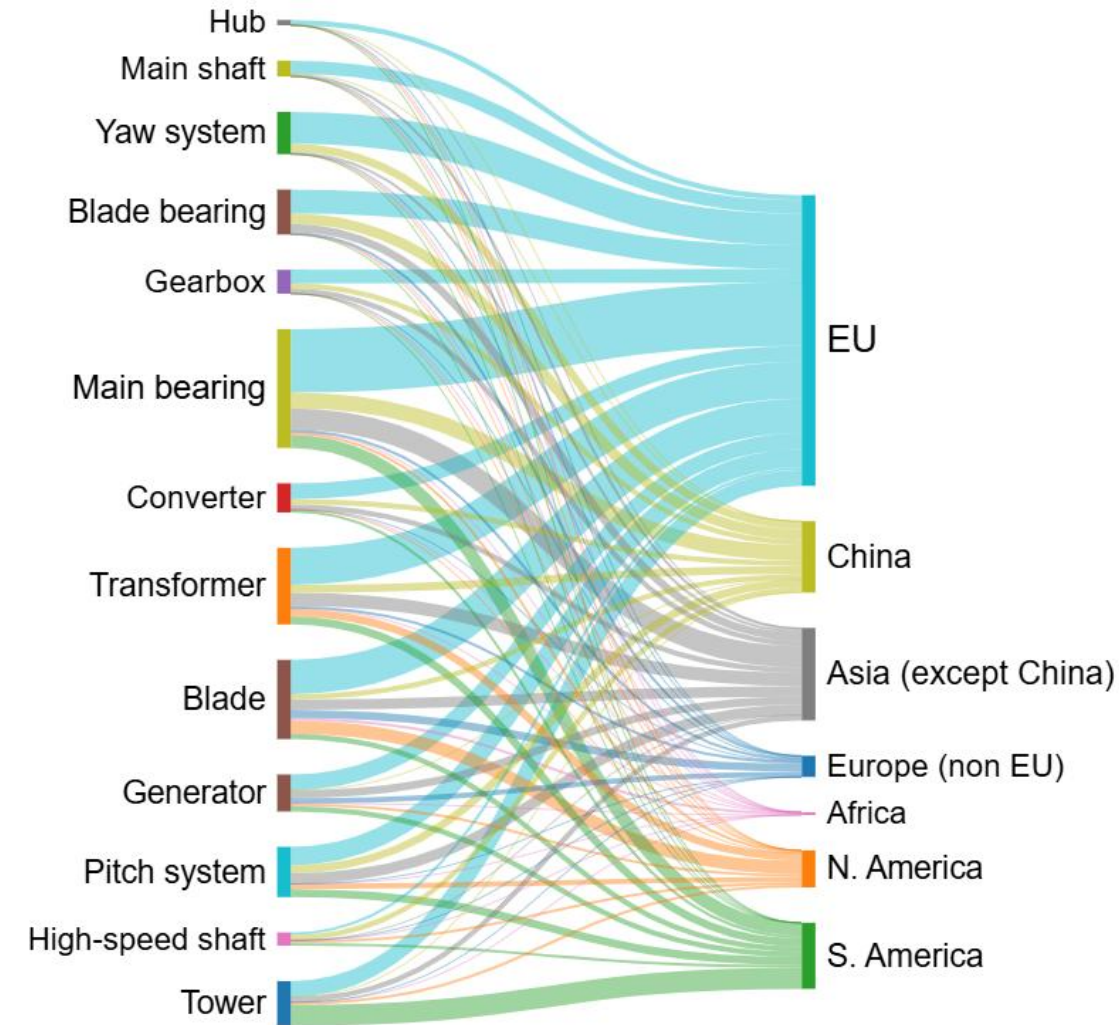 Hub
Main shaft
Yaw system
Blade bearing
Gearbox
Main bearing
Converter
Transformer
Blade
Generator
Pitch system
High-speed shaft
Tower
EU
China
Asia (except China)
Europe (non EU)
Africa
N. America
S. America